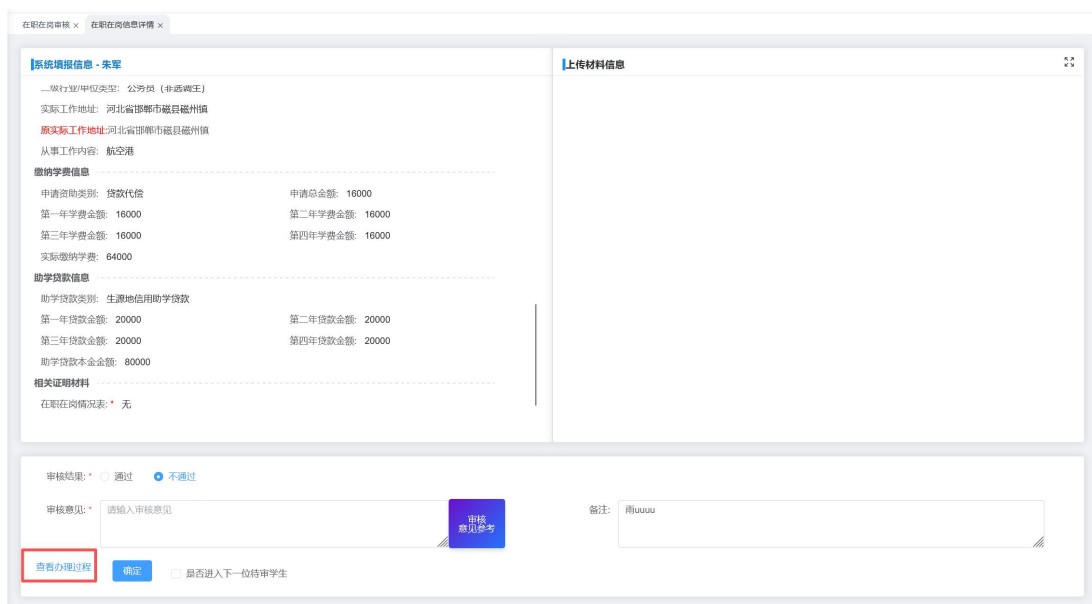 在职在岗审核 × 在职在岗信息详情 ×
系统填报信息 - 朱军
二级行业/单位类型: 公务员 (非选调生)
实际工作地址: 河北省邯郸市磁县磁州镇
原实际工作地址:河北省邯郸市磁县磁州镇
从事工作内容: 航空港
缴纳学费信息
申请资助类别: 贷款代偿 申请总金额: 16000
第一年学费金额: 16000 第二年学费金额: 16000
第三年学费金额: 16000 第四年学费金额: 16000
实际缴纳学费: 64000
助学贷款信息
助学贷款类别: 生源地信用助学贷款
第一年贷款金额: 20000 第二年贷款金额: 20000
第三年贷款金额: 20000 第四年贷款金额: 20000
助学贷款本金金额: 80000
相关证明材料
在职在岗情况表: * 无
上传材料信息
审核结果: * 通过 不通过
审核意见: * 请输入审核意见
审核
意见参考
备注: 雨uuuu
查看办理过程 确定 是否进入下一位待审学生